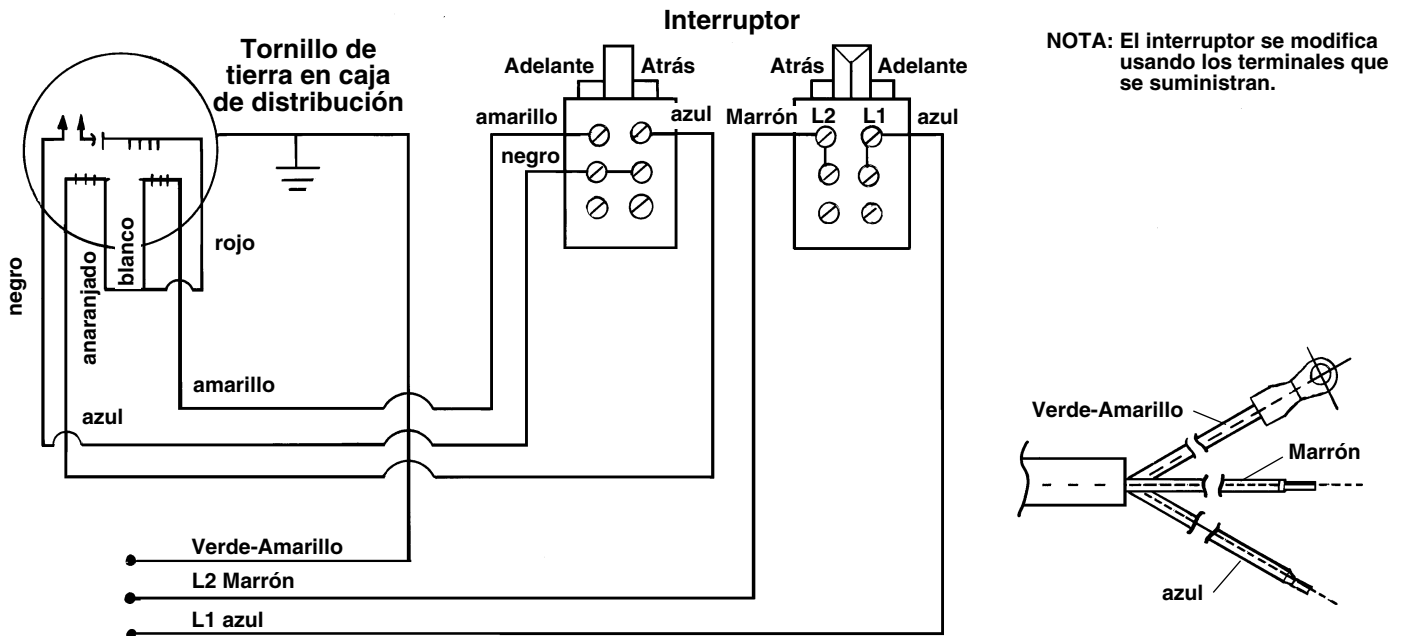 Interruptor
Tornillo de
tierra en caja
de distribución
Adelante
Atrás
Atrás
Adelante
NOTA: El interruptor se modifica
usando los terminales que
se suministran.
amarillo
azul
Marrón
L2
L1
azul
negro
negro
anaranjado
blanco
rojo
amarillo
azul
Verde-Amarillo
L2 Marrón
L1 azul
Verde-Amarillo
Marrón
azul